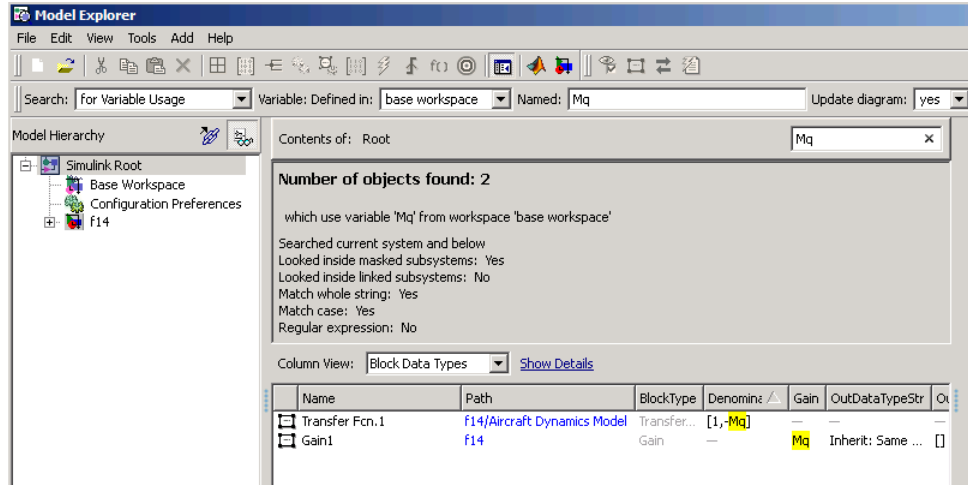 Model Explorer
File Edit View Tools Add Help
Search: for Variable Usage Variable: Defined in: base workspace Named: Mq Update diagram: yes
Model Hierarchy
Simulink Root
Base Workspace
Configuration Preferences
f14
Contents of: Root Mq
Number of objects found: 2
which use variable 'Mq' from workspace 'base workspace'
Searched current system and below
Looked inside masked subsystems: Yes
Looked inside linked subsystems: No
Match whole string: Yes
Match case: Yes
Regular expression: No
Column View: Block Data Types Show Details
Name Path BlockType Denomina Gain OutDataTypeStr Ou
Transfer Fcn.1 f14/Aircraft Dynamics Model Transfer... [1,-Mq] — — —
Gain1 f14 Gain — Mq Inherit: Same ... []